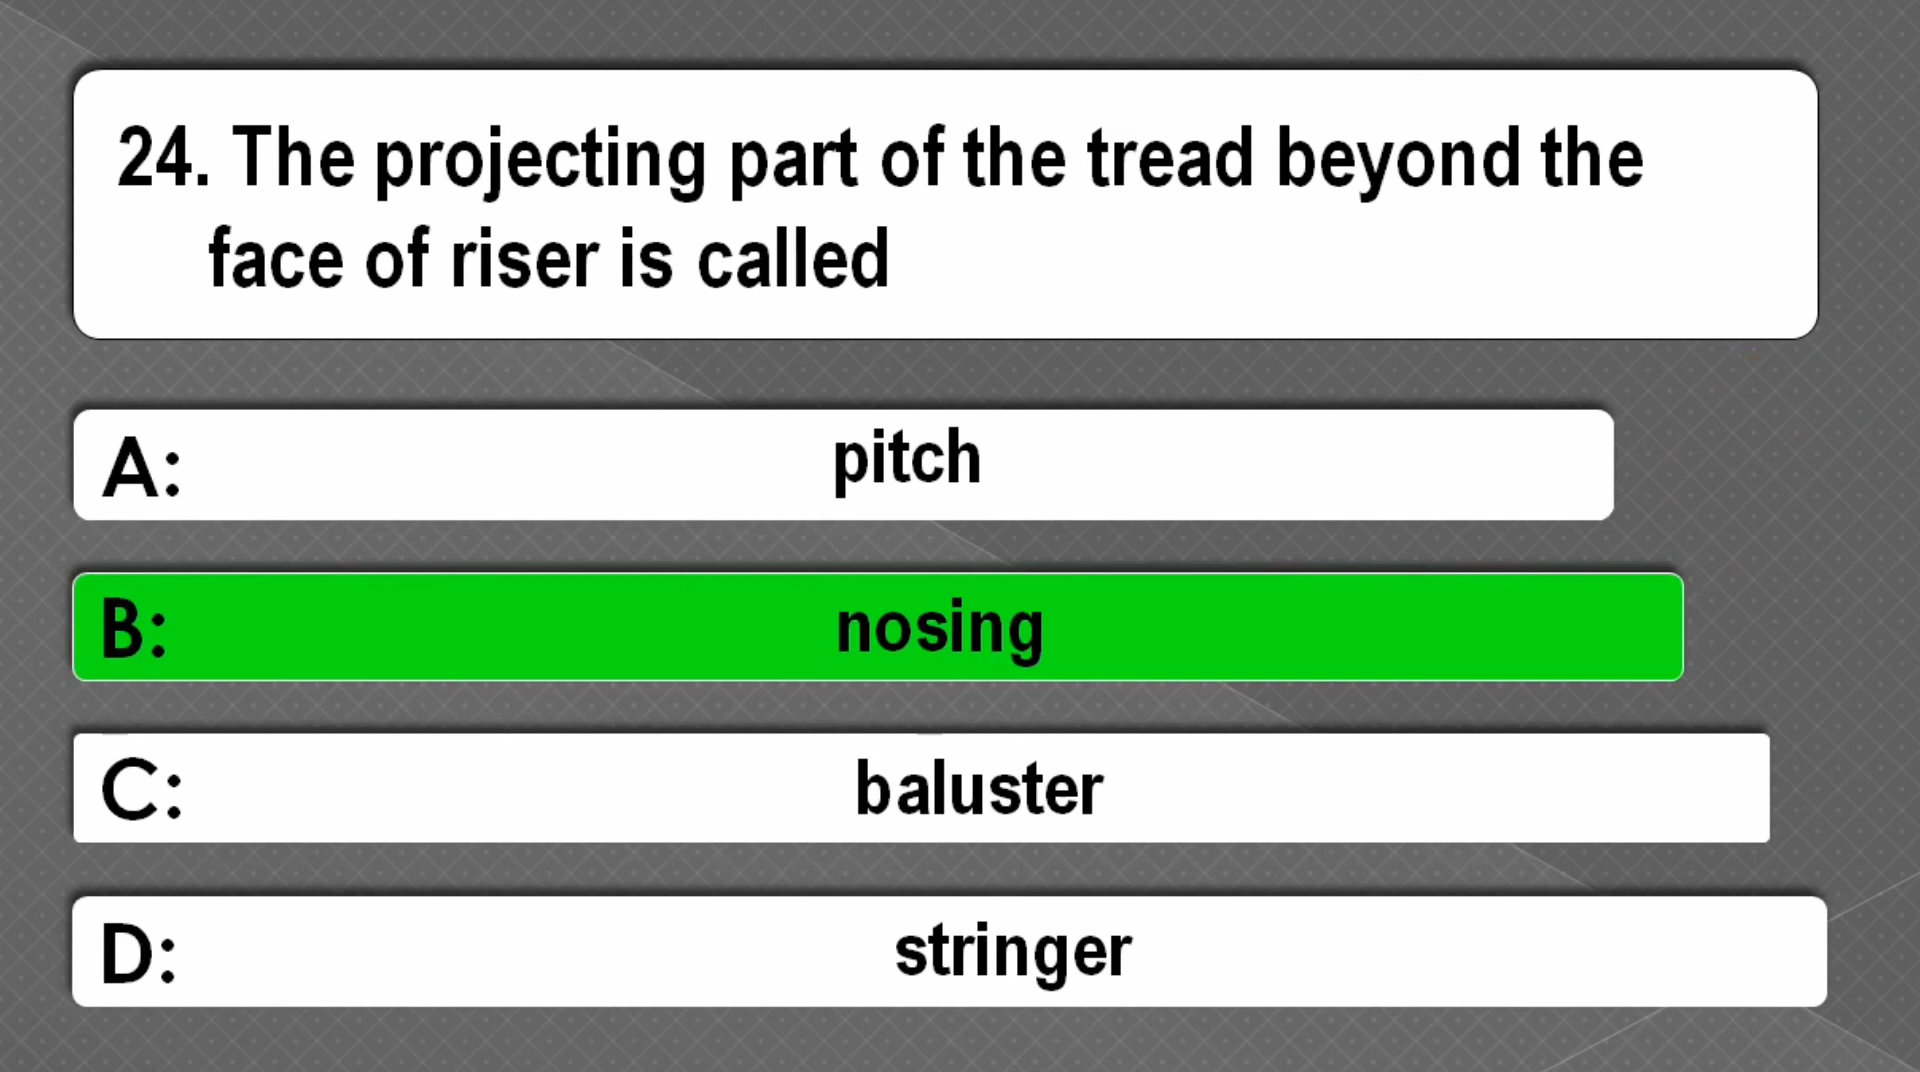 24. The projecting part of the tread beyond the
face of riser is called
A: pitch
B: nosing
C: baluster
D: stringer